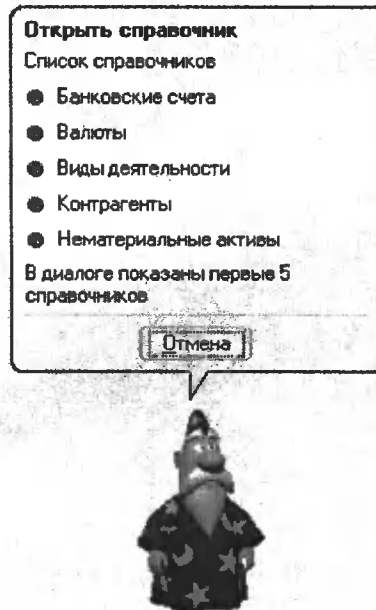 Открыть справочник
Список справочников
Банковские счета
Валюты
Виды деятельности
Контрагенты
Нематериальные активы
В диалоге показаны первые 5
справочников
Отмена